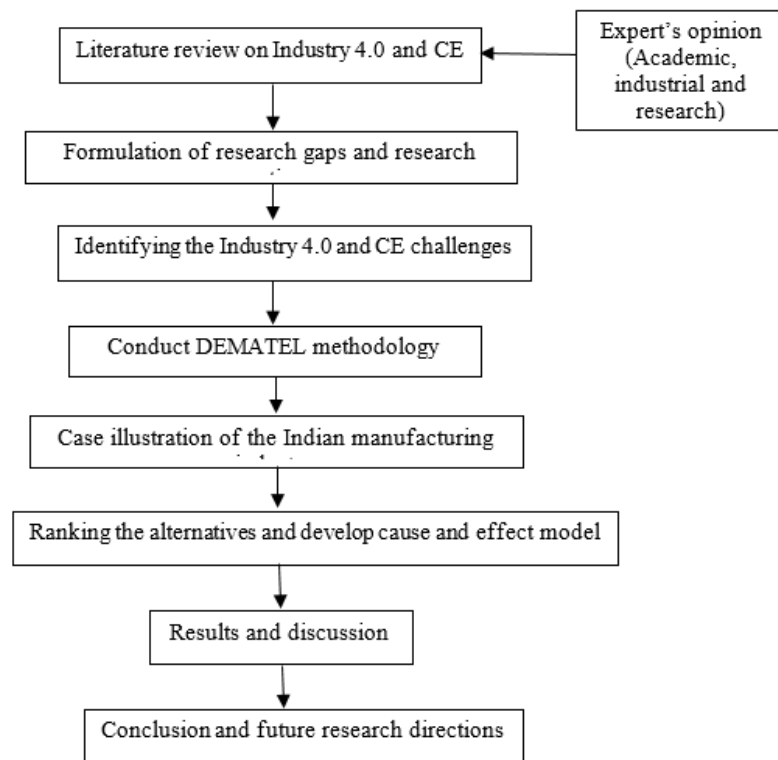 Literature review on Industry 4.0 and CE
Expert’s opinion
(Academic,
industrial and
research)
Formulation of research gaps and research
Identifying the Industry 4.0 and CE challenges
Conduct DEMATEL methodology
Case illustration of the Indian manufacturing
Ranking the alternatives and develop cause and effect model
Results and discussion
Conclusion and future research directions